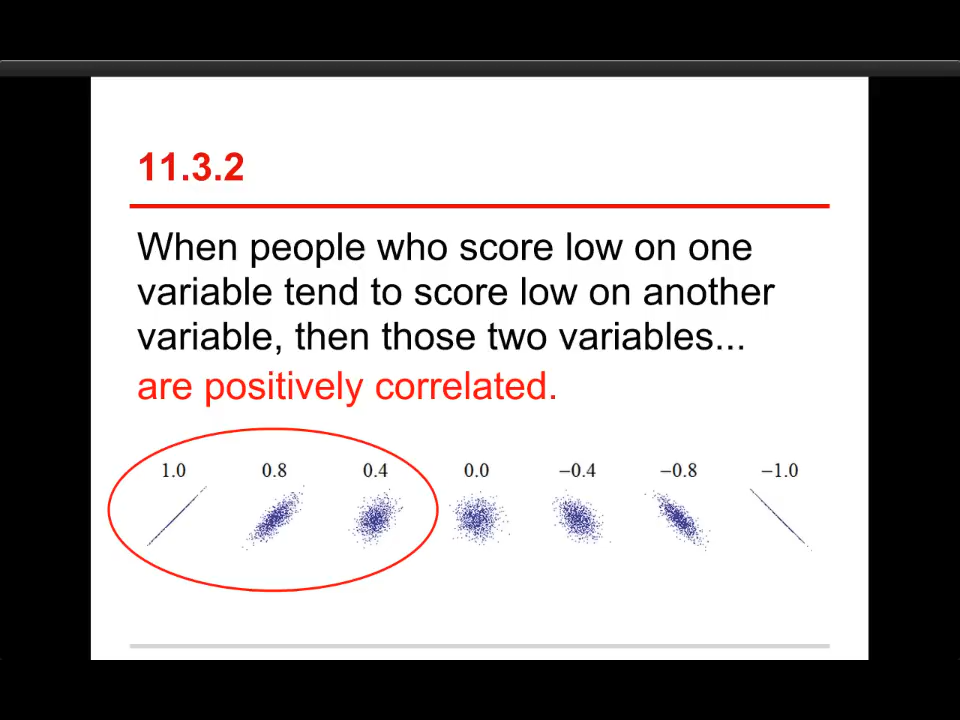 11.3.2
When people who score low on one
variable tend to score low on another
variable, then those two variables...
are positively correlated.
1.0 0.8 0.4 0.0 −0.4 −0.8 −1.0